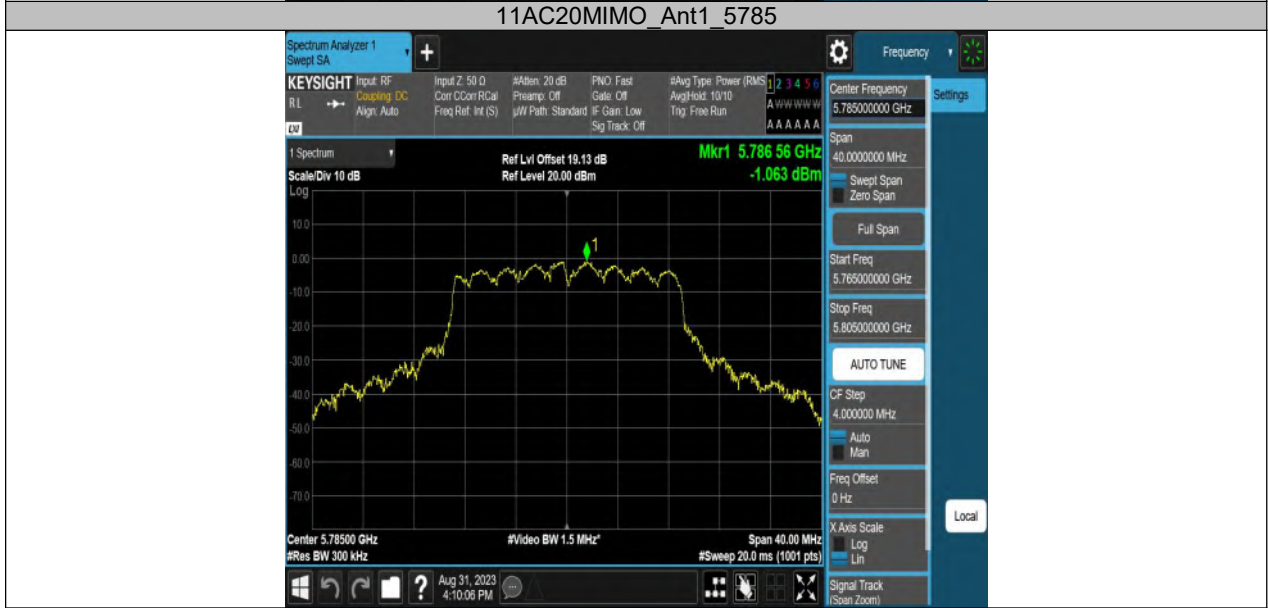 11AC20MIMO_Ant1_5785
Spectrum Analyzer 1
Swept SA
Frequency
KEYSIGHT
RL
LXI
Input: RF
Coupling: DC
Align: Auto
Input Z: 50 Ω
Corr CCorr RCal
Freq Ref: Int (S)
#Atten: 20 dB
Preamp: Off
µW Path: Standard
PNO: Fast
Gate: Off
IF Gain: Low
Sig Track: Off
#Avg Type: Power (RMS
Avg|Hold: 10/10
Trig: Free Run
1 2 3 4 5 6
A W W W W W
A A A A A A
Center Frequency
5.785000000 GHz
Settings
1 Spectrum
Scale/Div 10 dB
Ref Lvl Offset 19.13 dB
Ref Level 20.00 dBm
Mkr1 5.786 56 GHz
-1.063 dBm
Log
10.0
0.00
-10.0
-20.0
-30.0
-40.0
-50.0
-60.0
-70.0
1
Span
40.0000000 MHz
Swept Span
Zero Span
Full Span
Start Freq
5.765000000 GHz
Stop Freq
5.805000000 GHz
AUTO TUNE
CF Step
4.000000 MHz
Auto
Man
Freq Offset
0 Hz
X Axis Scale
Log
Lin
Local
Signal Track
(Span Zoom)
Center 5.78500 GHz
#Res BW 300 kHz
#Video BW 1.5 MHz*
Span 40.00 MHz
#Sweep 20.0 ms (1001 pts)
Aug 31, 2023
4:10:06 PM